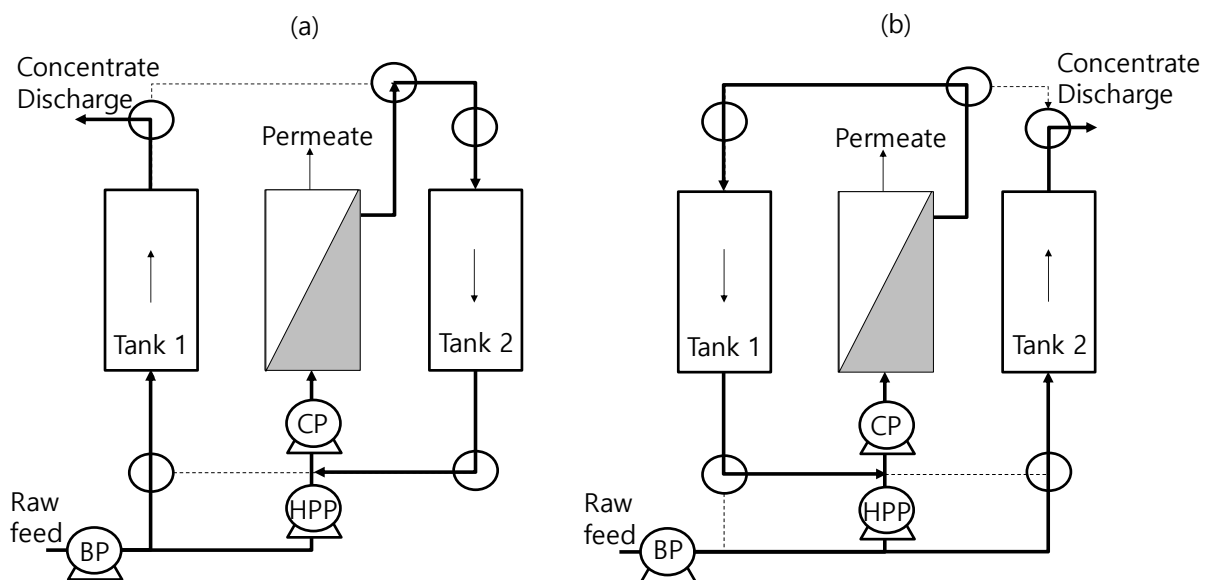 (a)
Concentrate
Discharge
Permeate
Tank 1
Tank 2
CP
HPP
Raw
feed
BP
(b)
Concentrate
Discharge
Permeate
Tank 1
Tank 2
CP
HPP
Raw
feed
BP